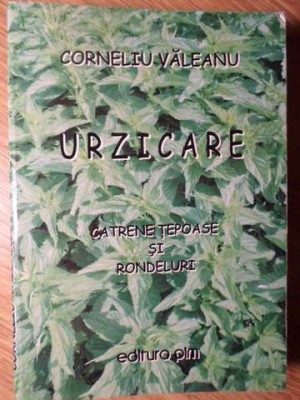 CORNELIU VĂLEANU
URZICARE
CATRENE ȚEPOASE
ȘI
RONDELURI
editura pim